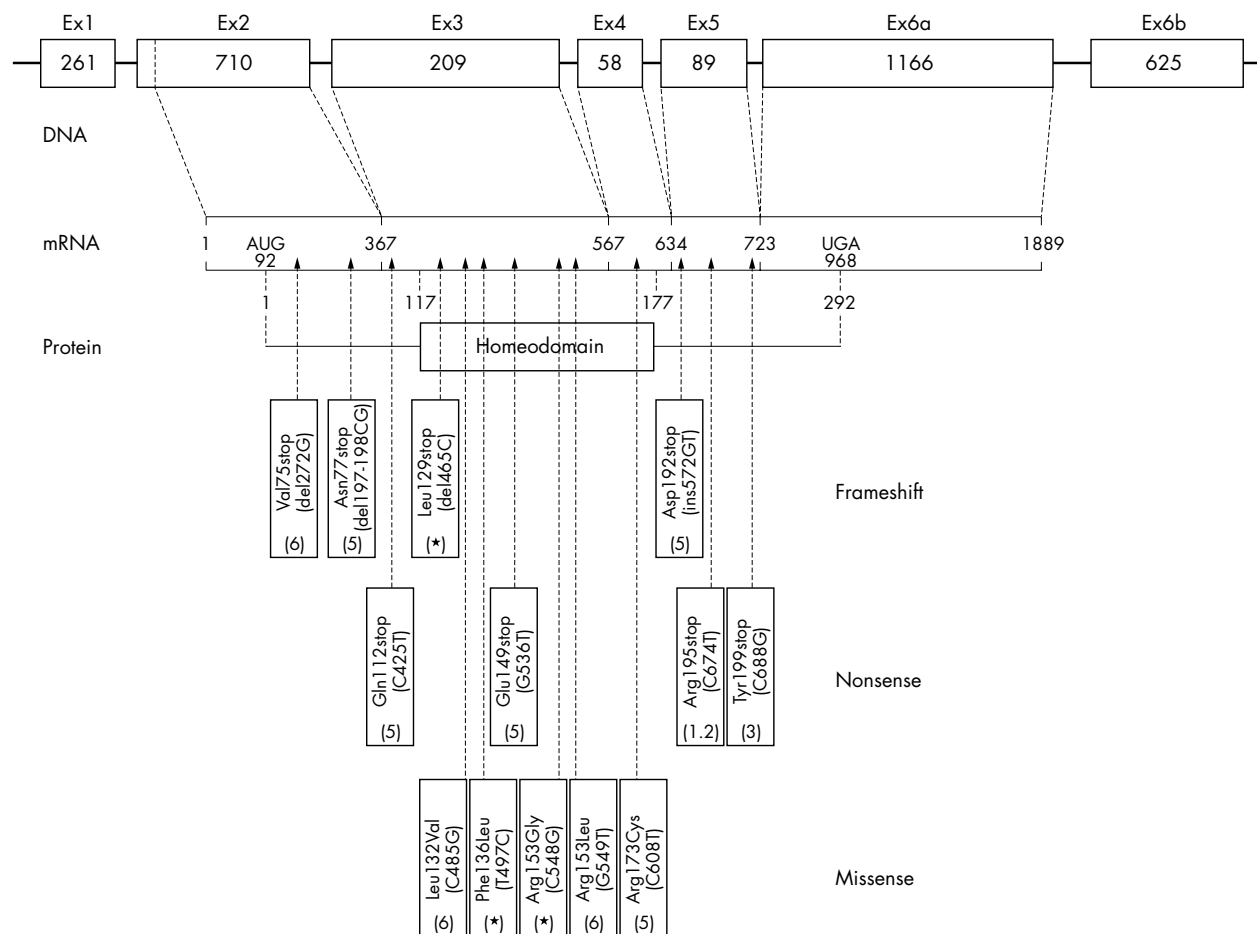 Ex1 Ex2 Ex3 Ex4 Ex5 Ex6a Ex6b
261 710 209 58 89 1166 625
DNA
mRNA 1 AUG 367 567 634 723 UGA 1889
92 968
1 117 177 292
Protein Homeodomain
Val75stop
(del272G)
(6)
Asn77stop
(del197-198CG)
(5)
Leu129stop
(del465C)
(★)
Asp192stop
(ins572GT)
(5)
Frameshift
Gln112stop
(C425T)
(5)
Glu149stop
(G536T)
(5)
Arg195stop
(C674T)
(1.2)
Tyr199stop
(C688G)
(3)
Nonsense
Leu132Val
(C485G)
(6)
Phe136Leu
(T497C)
(★)
Arg153Gly
(C548G)
(★)
Arg153Leu
(G549T)
(6)
Arg173Cys
(C608T)
(5)
Missense